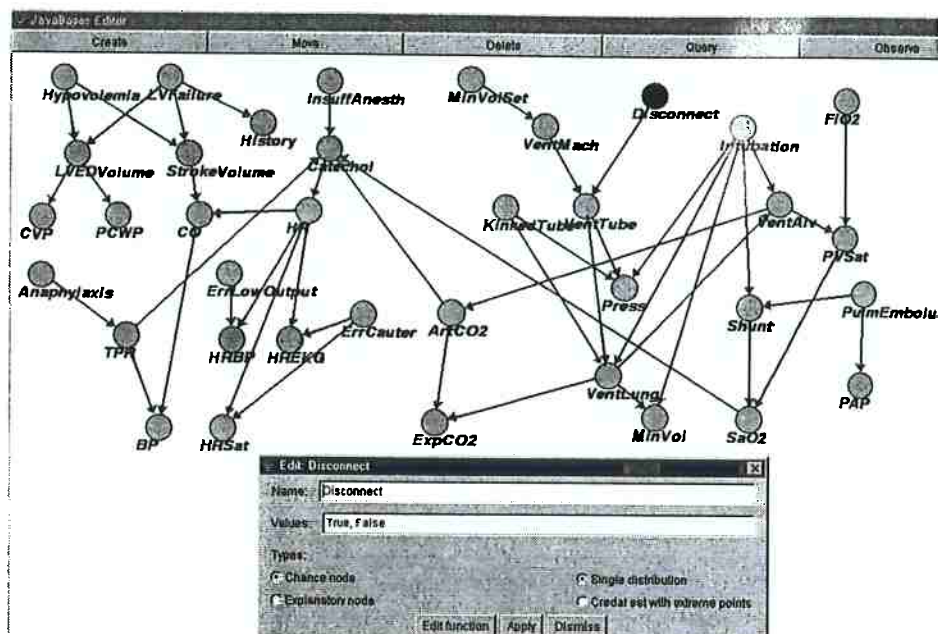 JavaBayes Editor
Create Move Delete Query Observe
Hypovolemia LVFailure InsuffAnesth MinVolSet Disconnect FiO2
History VentMach Intubation
LVEDVolume StrokeVolume Catechol
CVP PCWP CO HR KinkedTube VentTube VentAlv PVSat
Anaphylaxis ErrLowOutput Press
TPR HRBP HREKG ErrCauter ArtCO2 Shunt PulmEmbolus
VentLung PAP
BP HRSat ExpCO2 MinVol SaO2
Edit: Disconnect
Name: Disconnect
Values: True, False
Types:
Chance node Single distribution
Explanatory node Credal set with extreme points
Edit function Apply Dismiss